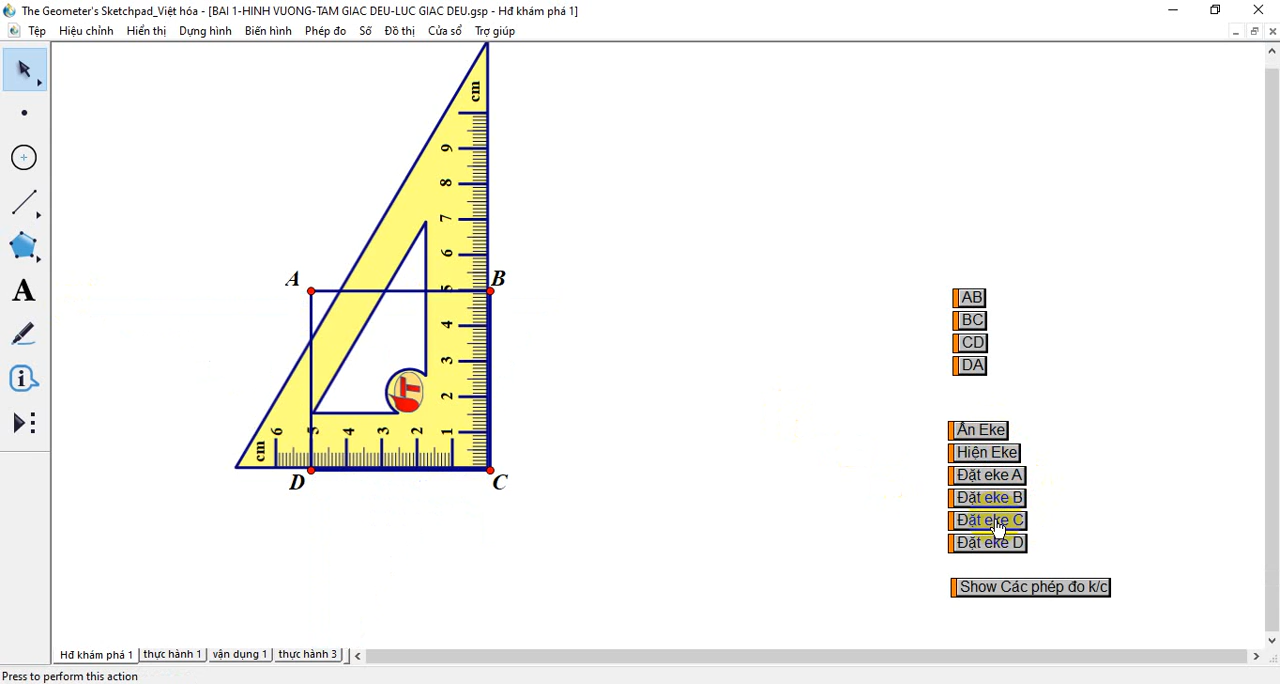 The Geometer's Sketchpad_Việt hóa - [BAI 1-HINH VUONG-TAM GIAC DEU-LUC GIAC DEU.gsp - Hđ khám phá 1]
Tệp Hiệu chỉnh Hiển thị Dựng hình Biến hình Phép đo Số Đồ thị Cửa sổ Trợ giúp
cm
9
8
7
6
A B
5
4
3
2
1
cm 6 5 4 3 2 1
D C
A
AB
BC
CD
DA
Ẩn Eke
Hiện Eke
Đặt eke A
Đặt eke B
Đặt eke C
Đặt eke D
Show Các phép đo k/c
Hđ khám phá 1 thực hành 1 vận dụng 1 thực hành 3
Press to perform this action